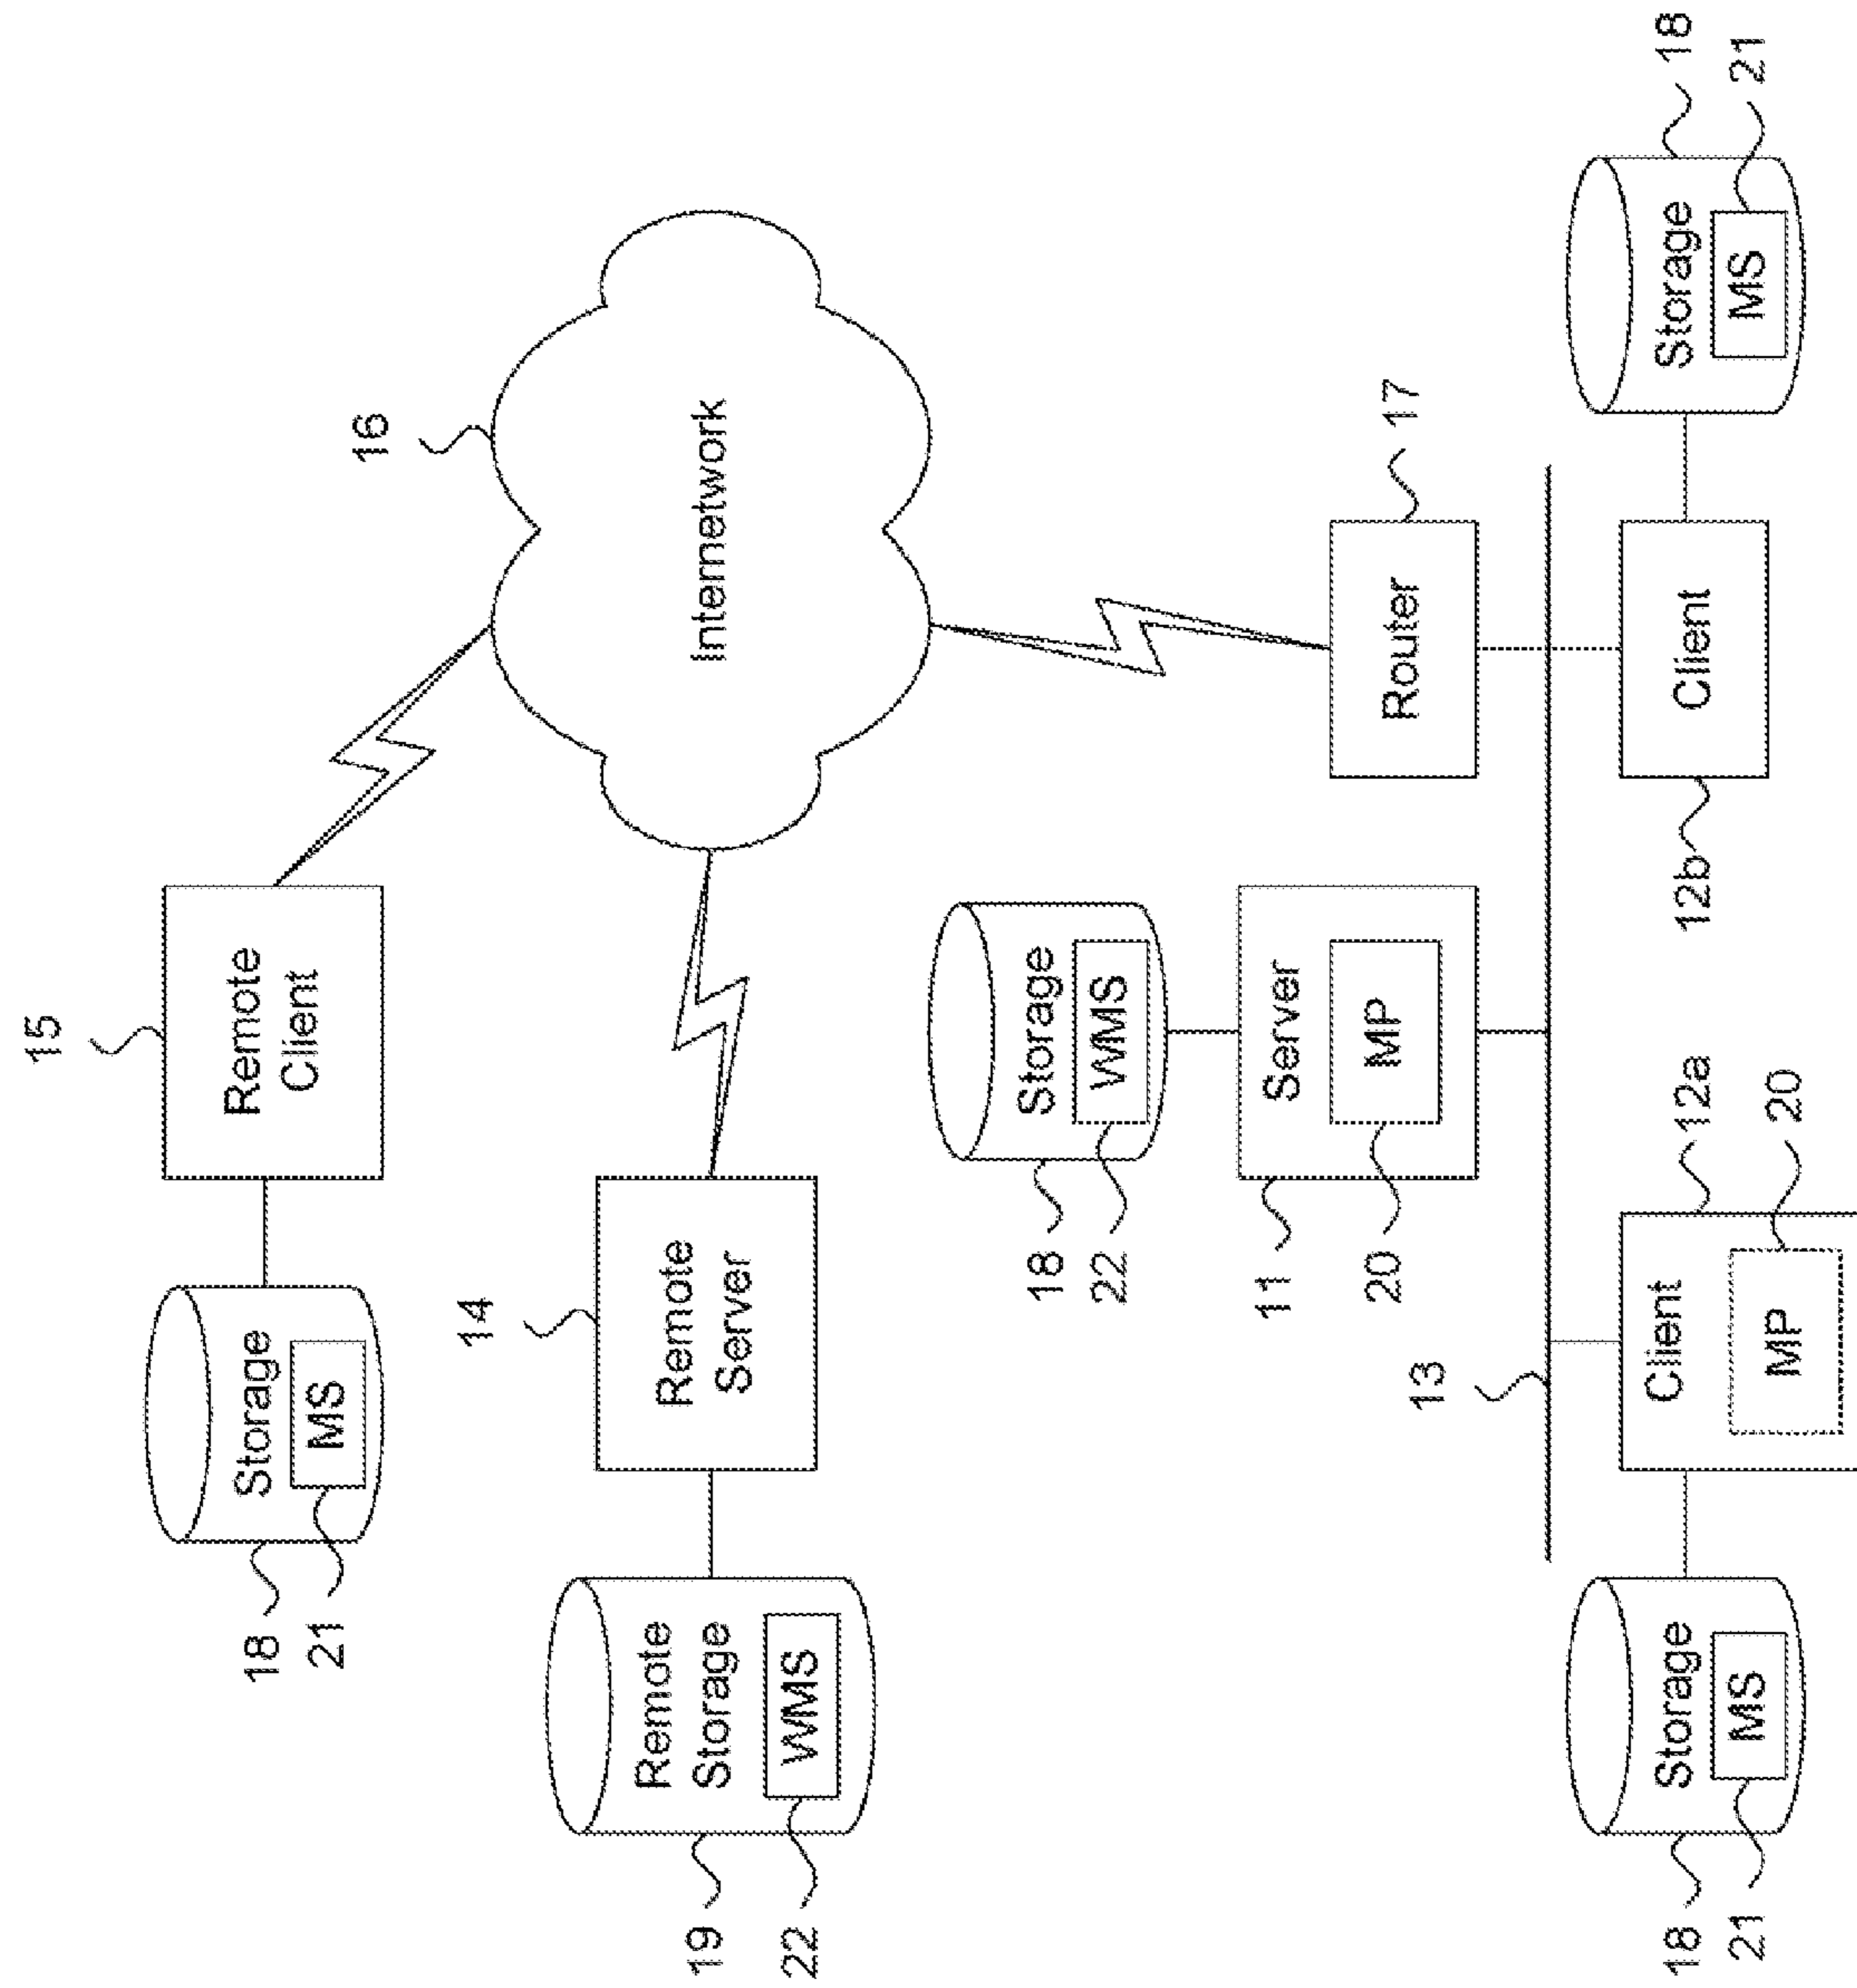 15
Remote
Client
Storage
MS
18
21
16
Internetwork
14
Remote
Server
Remote
Storage
WMS
19
22
Storage
WMS
18
22
Server
MP
11
20
Router
17
13
Storage
MS
18
21
Client
MP
12a
20
Client
12b
Storage
MS
18
21